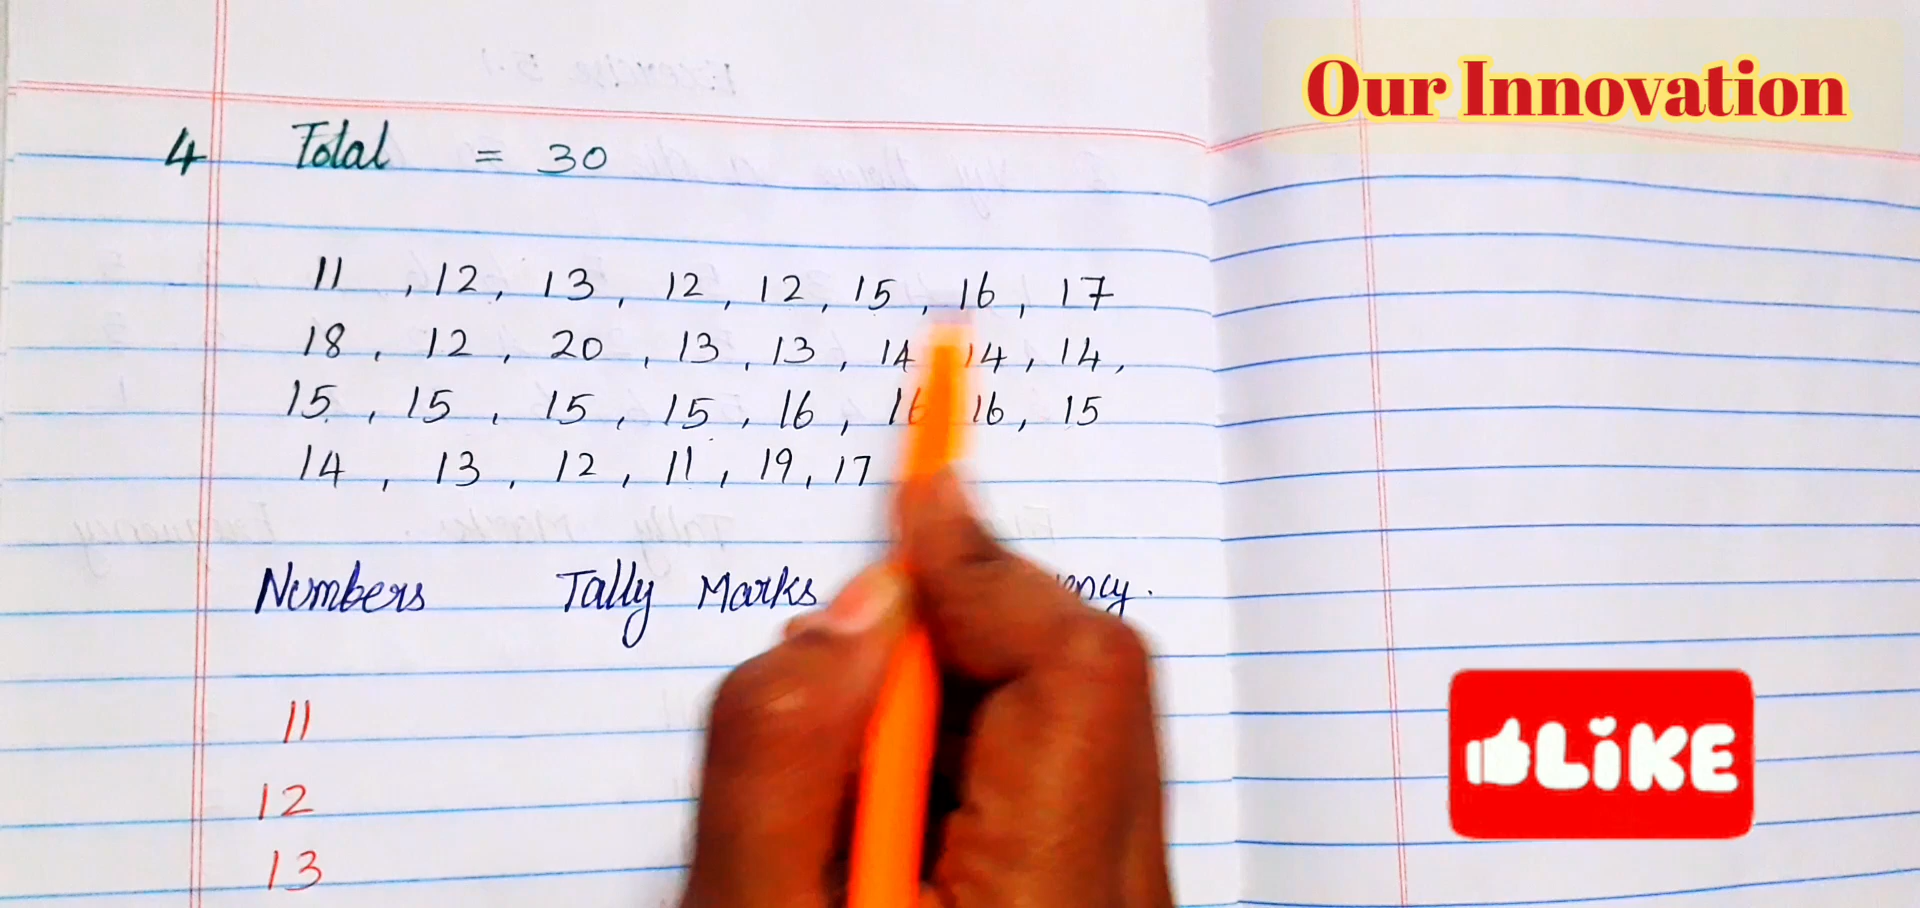 Our Innovation
4 Total = 30
11 , 12, 13, 12, 12, 15, 16, 17
18, 12, 20, 13, 13, 14 14, 14,
15, 15, 15, 15, 16, 16 16, 15
14, 13, 12, 11, 19, 17
Numbers Tally Marks
11
12
13
LiKE